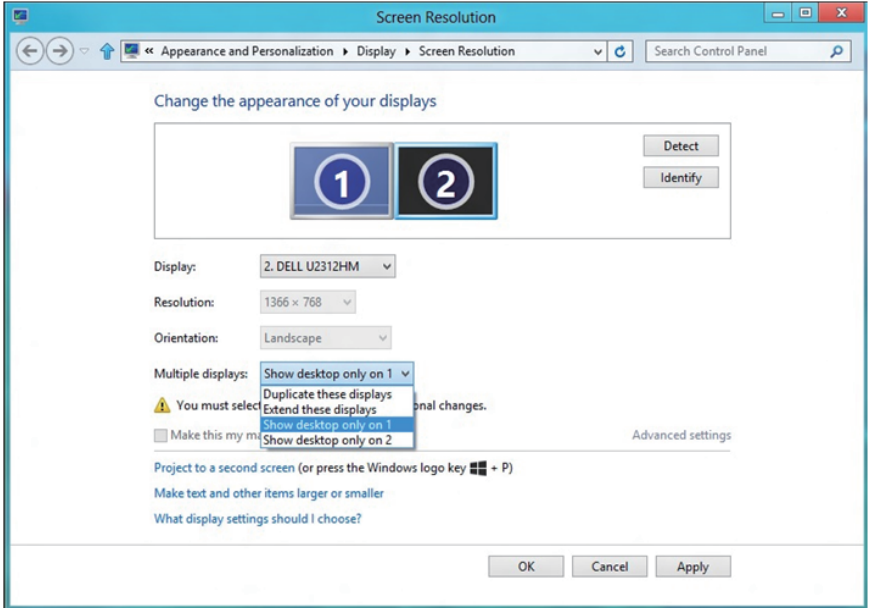 Screen Resolution
« Appearance and Personalization ▸ Display ▸ Screen Resolution
Search Control Panel
Change the appearance of your displays
1
2
Detect
Identify
Display: 2. DELL U2312HM
Resolution: 1366 × 768
Orientation: Landscape
Multiple displays: Show desktop only on 1
Duplicate these displays
You must selec onal changes.
Extend these displays
Show desktop only on 1
Make this my m
Show desktop only on 2
Advanced settings
Project to a second screen (or press the Windows logo key + P)
Make text and other items larger or smaller
What display settings should I choose?
OK Cancel Apply